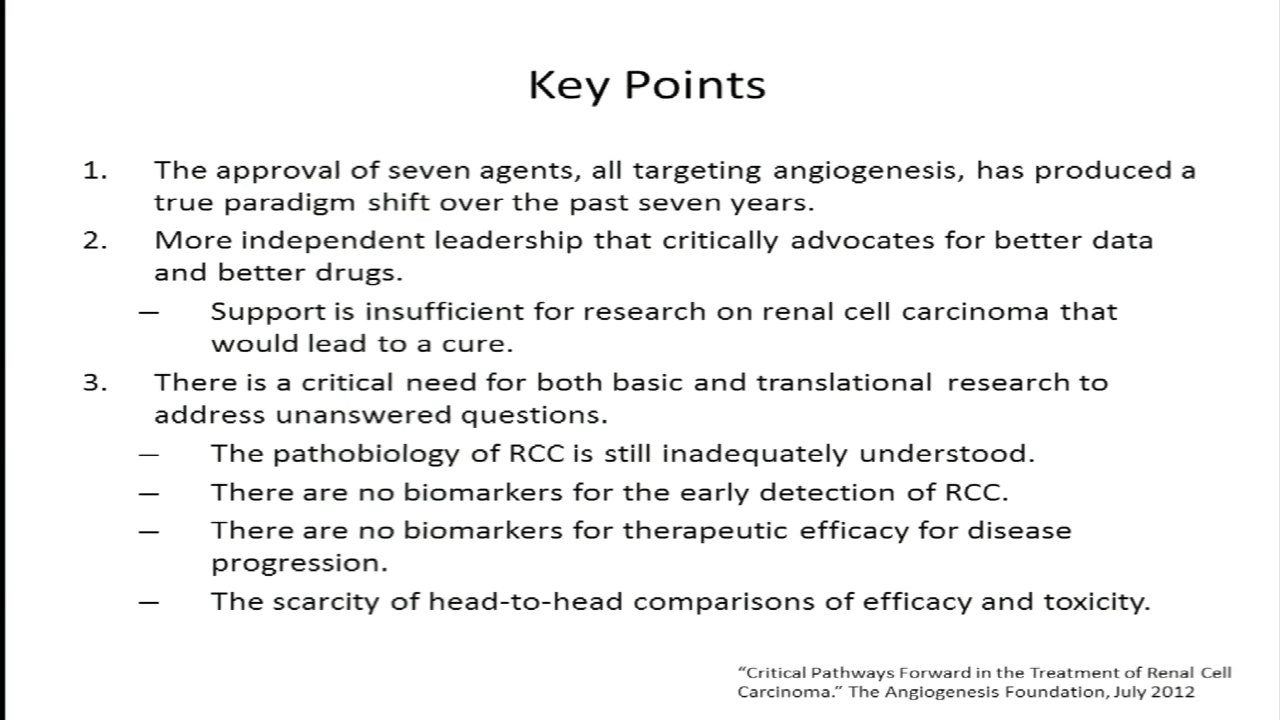 Key Points
1. The approval of seven agents, all targeting angiogenesis, has produced a
true paradigm shift over the past seven years.
2. More independent leadership that critically advocates for better data
and better drugs.
— Support is insufficient for research on renal cell carcinoma that
would lead to a cure.
3. There is a critical need for both basic and translational research to
address unanswered questions.
— The pathobiology of RCC is still inadequately understood.
— There are no biomarkers for the early detection of RCC.
— There are no biomarkers for therapeutic efficacy for disease
progression.
— The scarcity of head-to-head comparisons of efficacy and toxicity.
“Critical Pathways Forward in the Treatment of Renal Cell
Carcinoma.” The Angiogenesis Foundation, July 2012